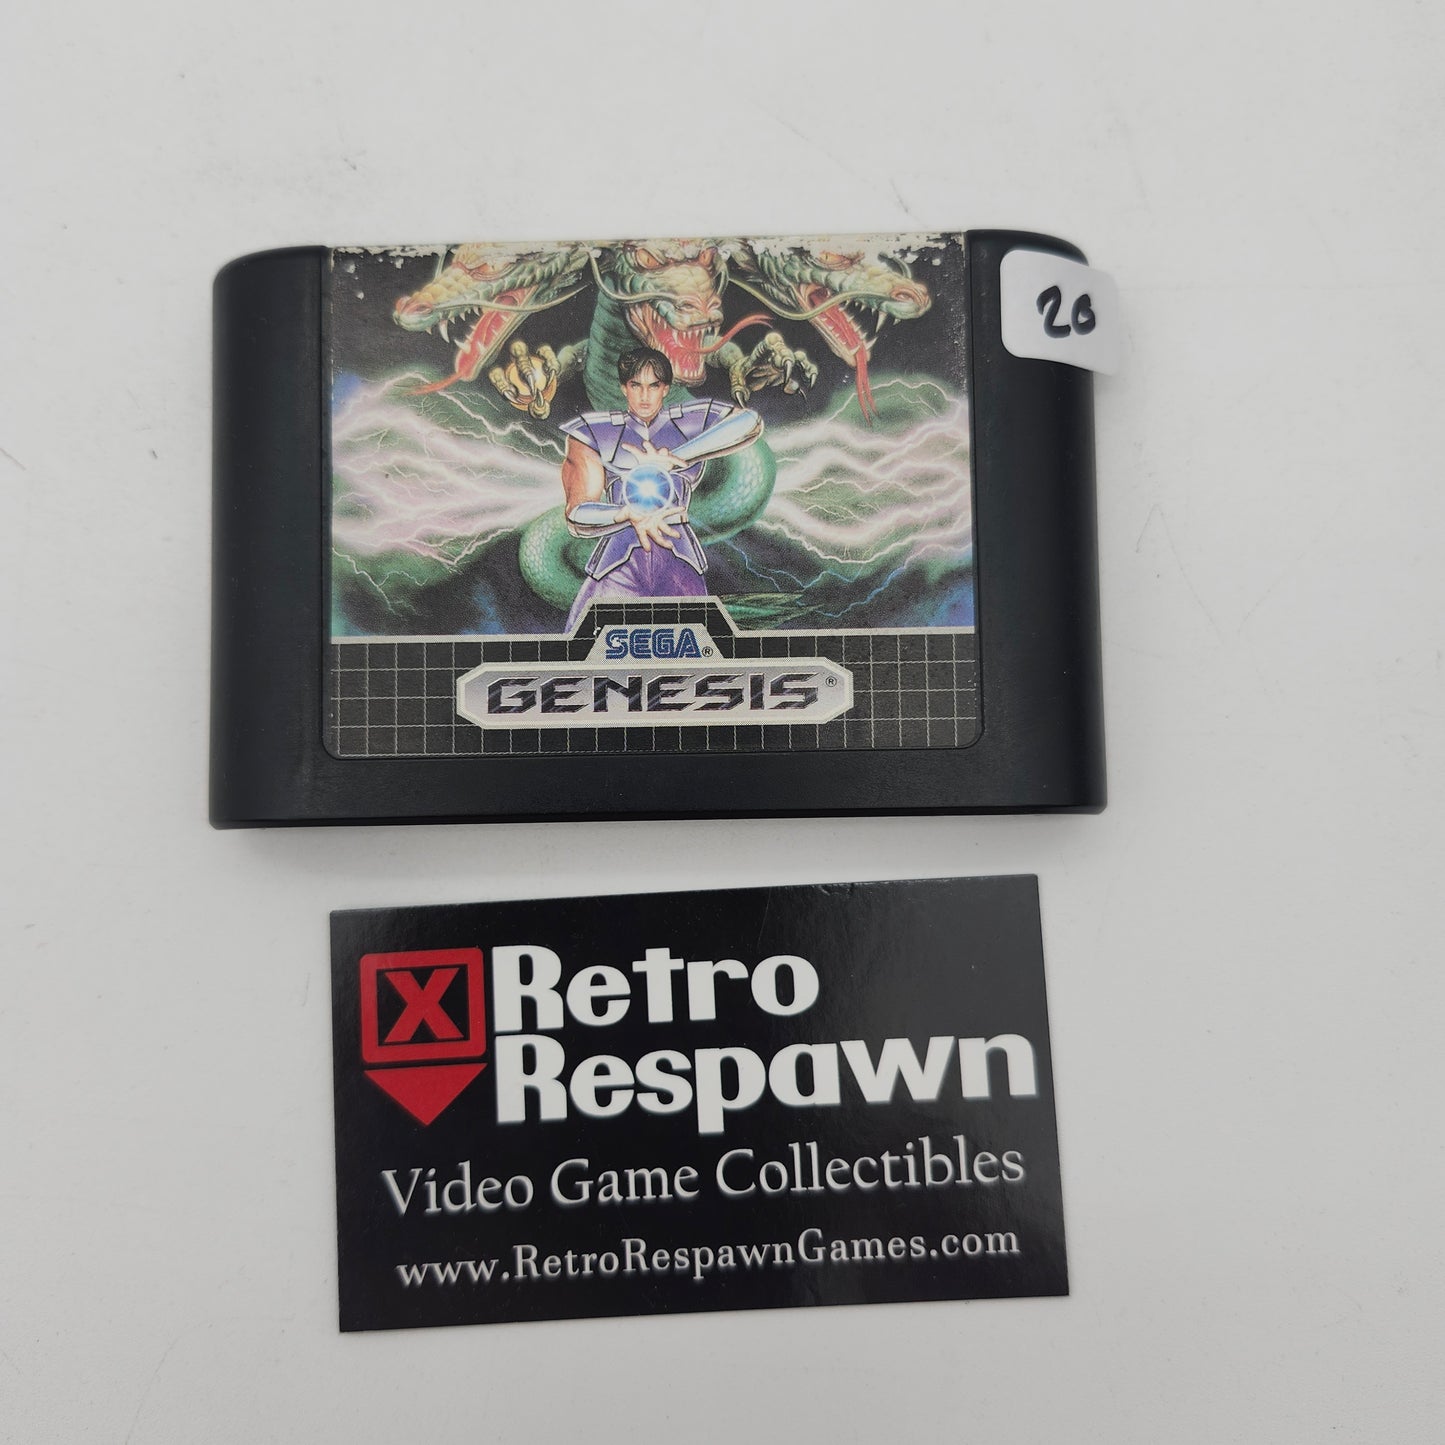 20
SEGA®
GENESIS®
X Retro
Respawn
Video Game Collectibles
www.RetroRespawnGames.com